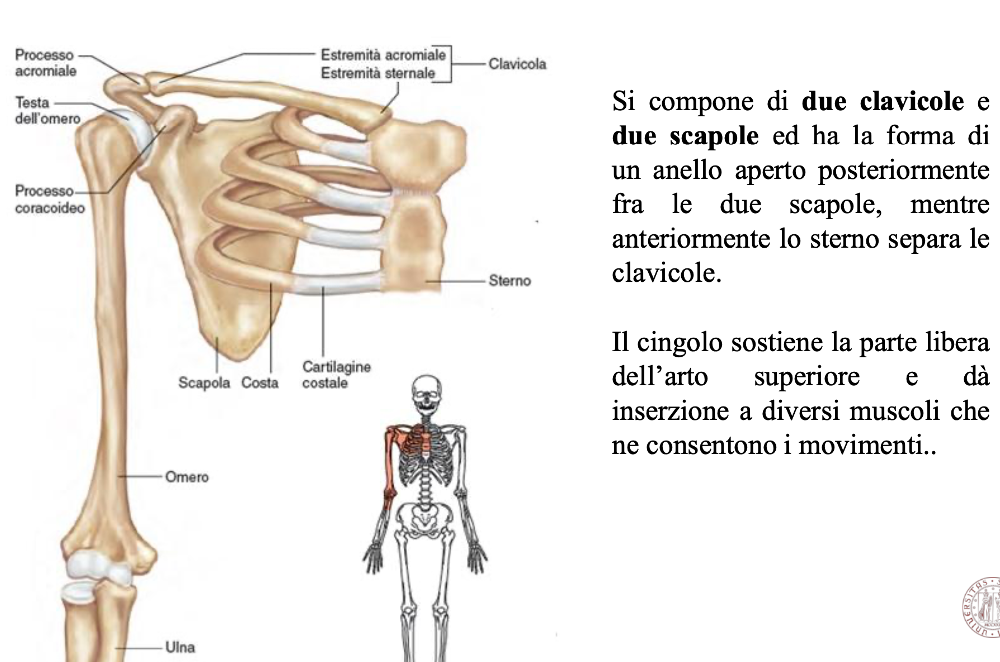 Processo
acromiale
Estremità acromiale
Estremità sternale
Clavicola
Testa
dell'omero
Processo
coracoideo
Sterno
Scapola
Costa
Cartilagine
costale
Omero
Ulna
Si compone di due clavicole e
due scapole ed ha la forma di
un anello aperto posteriormente
fra le due scapole, mentre
anteriormente lo sterno separa le
clavicole.
Il cingolo sostiene la parte libera
dell’arto superiore e dà
inserzione a diversi muscoli che
ne consentono i movimenti..
UNIVERSITAS